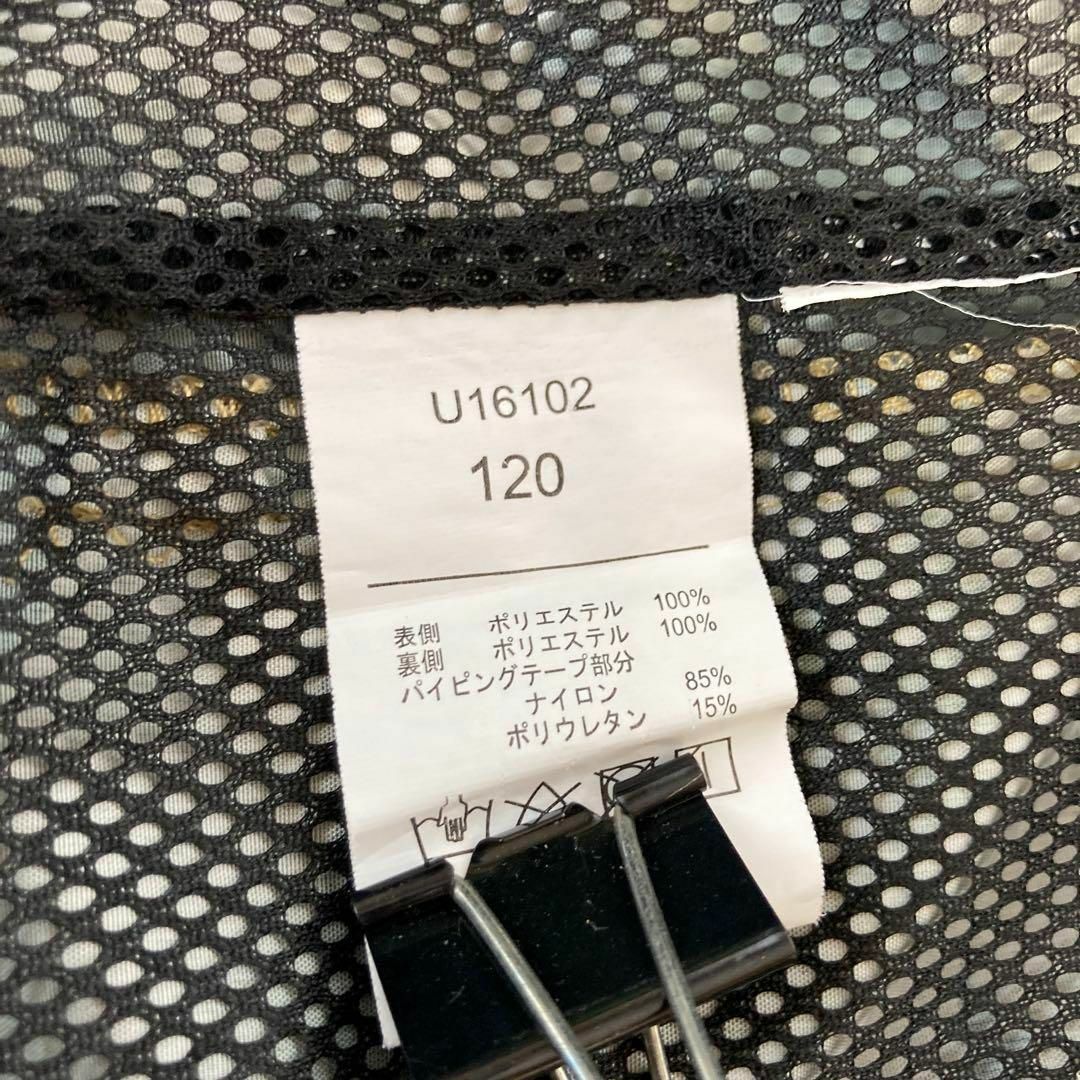 U16102
120
表側 ポリエステル 100%
裏側 ポリエステル 100%
パイピングテープ部分
ナイロン 85%
ポリウレタン 15%